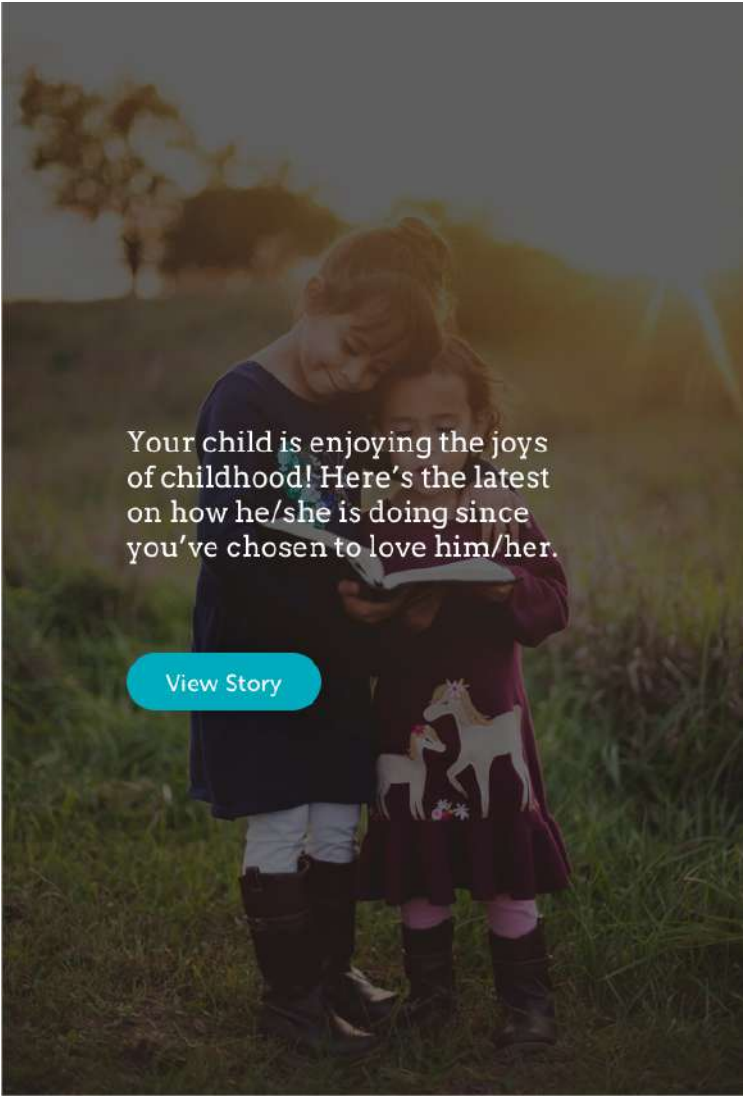 Your child is enjoying the joys
of childhood! Here's the latest
on how he/she is doing since
you've chosen to love him/her.
View Story